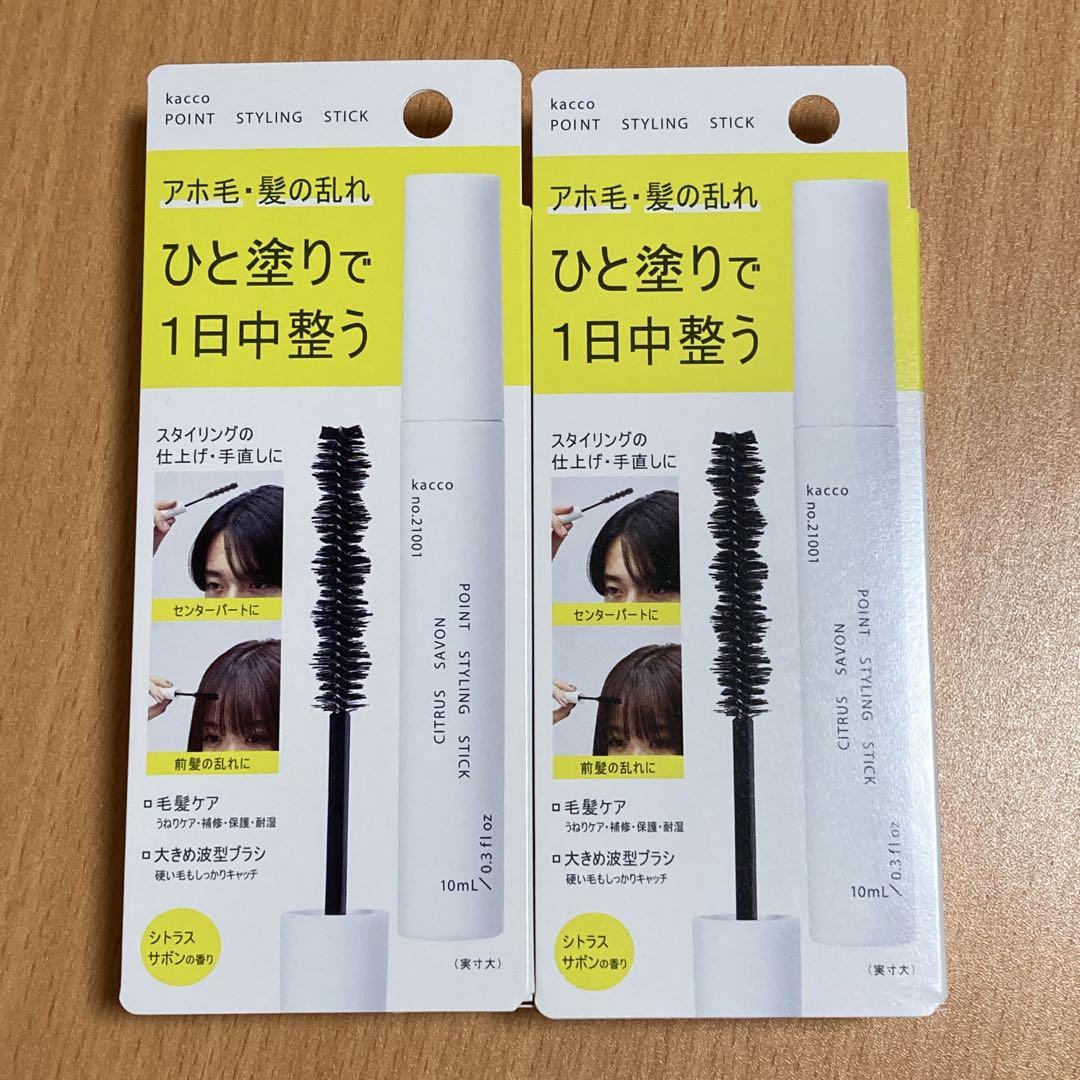 kacco
POINT STYLING STICK
アホ毛・髪の乱れ
ひと塗りで
1日中整う
スタイリングの
仕上げ・手直しに
センターパートに
前髪の乱れに
毛髪ケア
うねりケア・補修・保護・耐湿
大きめ波型ブラシ
硬い毛もしっかりキャッチ
シトラス
サボンの香り
kacco
no.21001
POINT STYLING STICK
CITRUS SAVON
10mL/0.3 fl oz
(実寸大)
kacco
POINT STYLING STICK
アホ毛・髪の乱れ
ひと塗りで
1日中整う
スタイリングの
仕上げ・手直しに
センターパートに
前髪の乱れに
毛髪ケア
うねりケア・補修・保護・耐湿
大きめ波型ブラシ
硬い毛もしっかりキャッチ
シトラス
サボンの香り
kacco
no.21001
POINT STYLING STICK
CITRUS SAVON
10mL/0.3 fl oz
(実寸大)